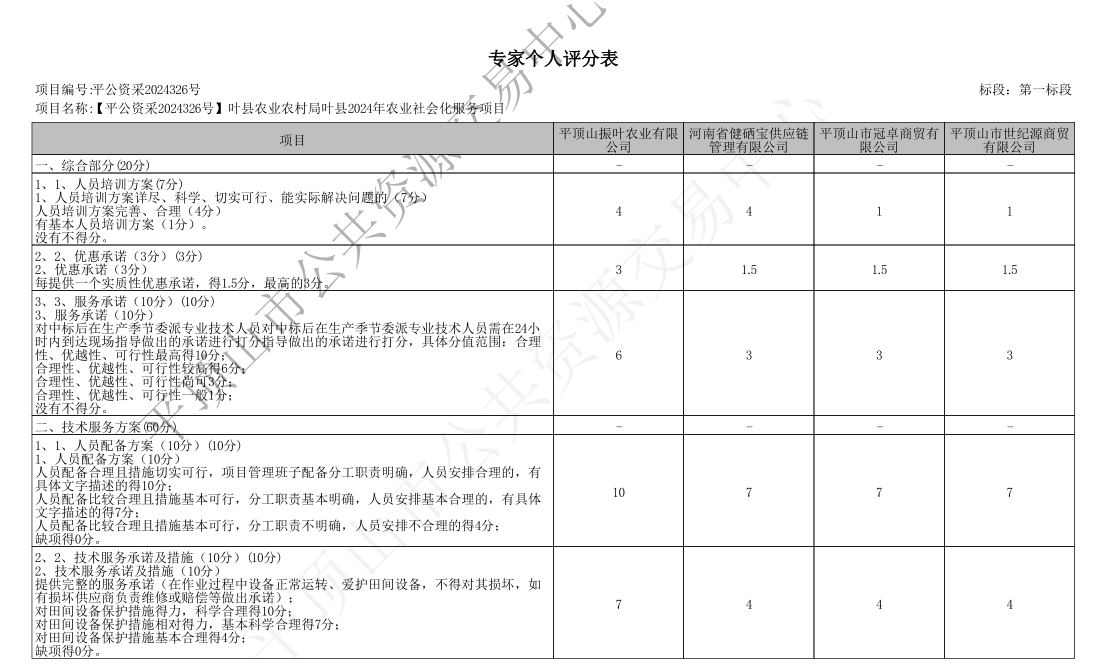 专家个人评分表
项目编号:平公资采2024326号
标段：第一标段
项目名称:【平公资采2024326号】叶县农业农村局叶县2024年农业社会化服务项目
项目
平顶山振叶农业有限
公司
河南省健硒宝供应链
管理有限公司
平顶山市冠卓商贸有
限公司
平顶山市世纪源商贸
有限公司
一、综合部分(20分)
-
-
-
-
1、1、人员培训方案(7分)
1、人员培训方案详尽、科学、切实可行、能实际解决问题的（7分）
人员培训方案完善、合理（4分）
有基本人员培训方案（1分）。
没有不得分。
4
4
1
1
2、2、优惠承诺（3分）(3分)
2、优惠承诺（3分）
每提供一个实质性优惠承诺，得1.5分，最高的3分。
3
1.5
1.5
1.5
3、3、服务承诺（10分）(10分)
3、服务承诺（10分）
对中标后在生产季节委派专业技术人员对中标后在生产季节委派专业技术人员需在24小
时内到达现场指导做出的承诺进行打分指导做出的承诺进行打分，具体分值范围：合理
性、优越性、可行性最高得10分；
合理性、优越性、可行性较高得6分；
合理性、优越性、可行性尚可3分；
合理性、优越性、可行性一般1分；
没有不得分。
6
3
3
3
二、技术服务方案(60分)
-
-
-
-
1、1、人员配备方案（10分）(10分)
1、人员配备方案（10分）
人员配备合理且措施切实可行，项目管理班子配备分工职责明确，人员安排合理的，有
具体文字描述的得10分；
人员配备比较合理且措施基本可行，分工职责基本明确，人员安排基本合理的，有具体
文字描述的得7分；
人员配备比较合理且措施基本可行，分工职责不明确，人员安排不合理的得4分；
缺项得0分。
10
7
7
7
2、2、技术服务承诺及措施（10分）(10分)
2、技术服务承诺及措施（10分）
提供完整的服务承诺（在作业过程中设备正常运转、爱护田间设备，不得对其损坏，如
有损坏供应商负责维修或赔偿等做出承诺）；
对田间设备保护措施得力，科学合理得10分；
对田间设备保护措施相对得力，基本科学合理得7分；
对田间设备保护措施基本合理得4分；
缺项得0分。
7
4
4
4
平顶山市公共资源交易中心
平顶山市公共资源交易中心